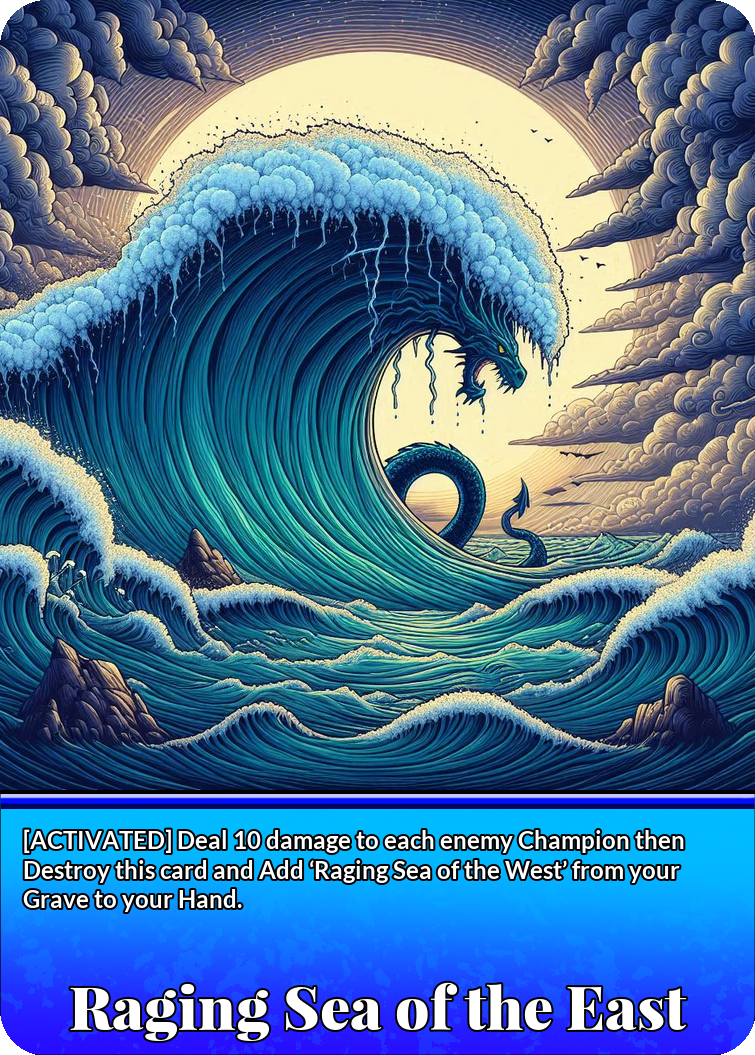 [ACTIVATED] Deal 10 damage to each enemy Champion then
Destroy this card and Add ‘Raging Sea of the West’ from your
Grave to your Hand.
Raging Sea of the East